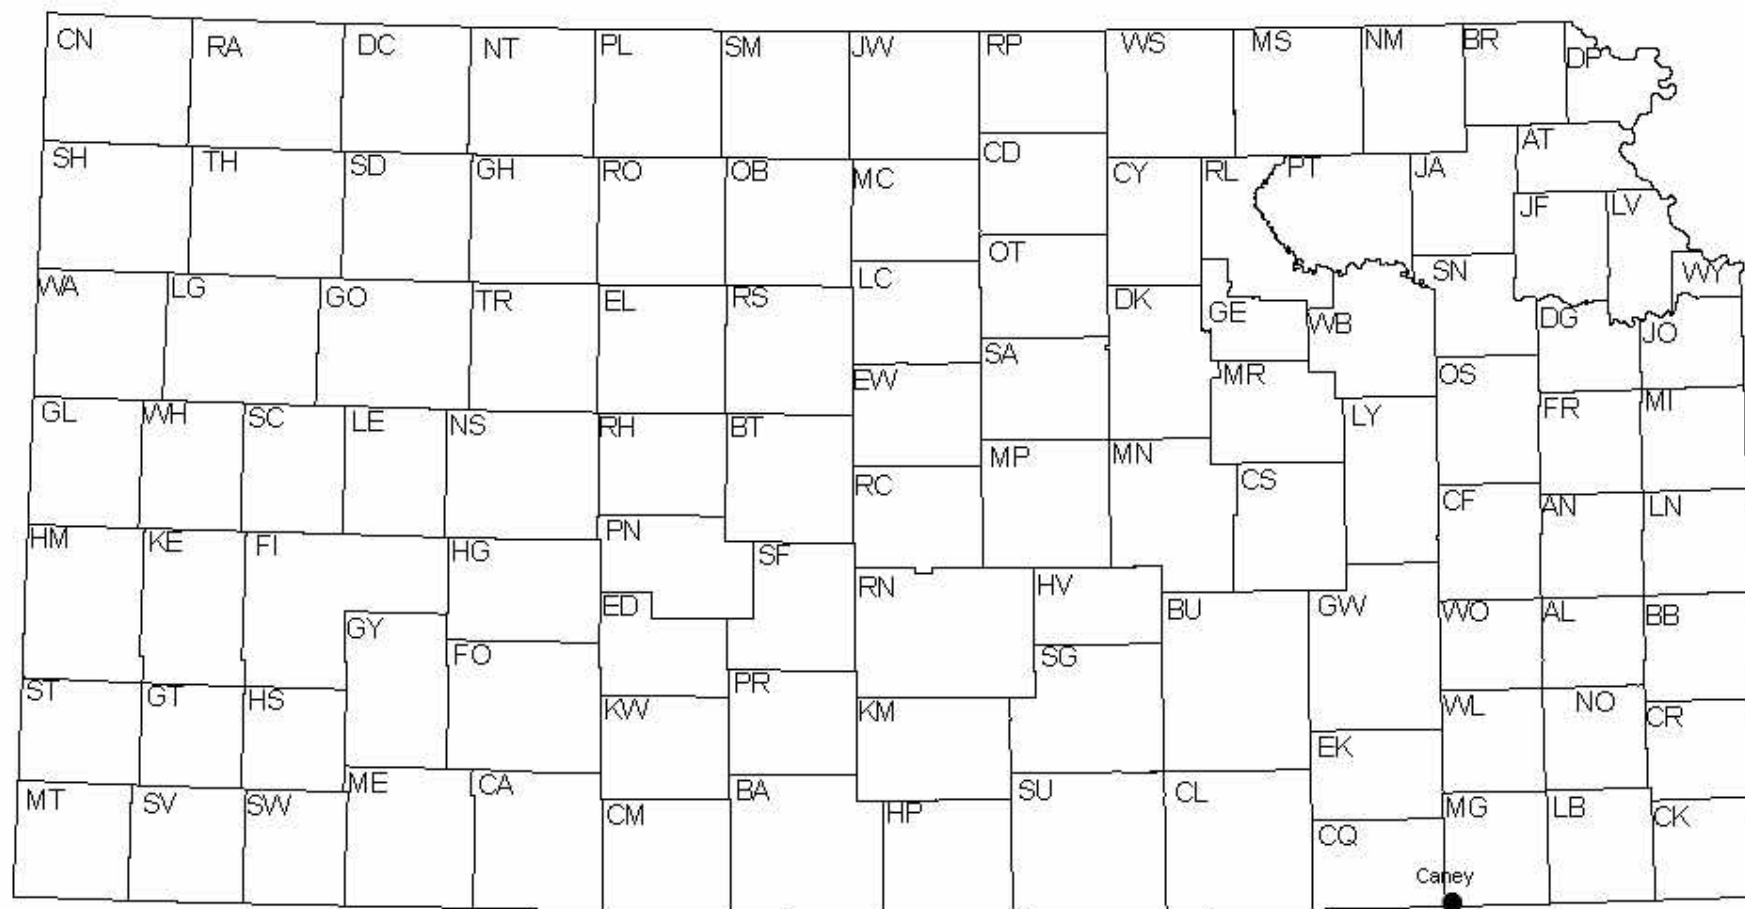 CN RA DC NT PL SM JW RP WS MS NM BR DP
SH TH SD GH RO OB MC CD CY RL PT JA AT
JF LV
WA LG GO TR EL RS LC OT DK GE WB SN WY
DG JO
GL WH SC LE NS RH BT EW SA MR LY OS FR MI
RC MP MN CS CF AN LN
HM KE FI HG PN SF RN HV BU GW WO AL BB
GY ED
ST GT HS FO KW PR KM SG EK WL NO CR
MT SV SW ME CA CM BA HP SU CL CQ MG LB CK
Caney